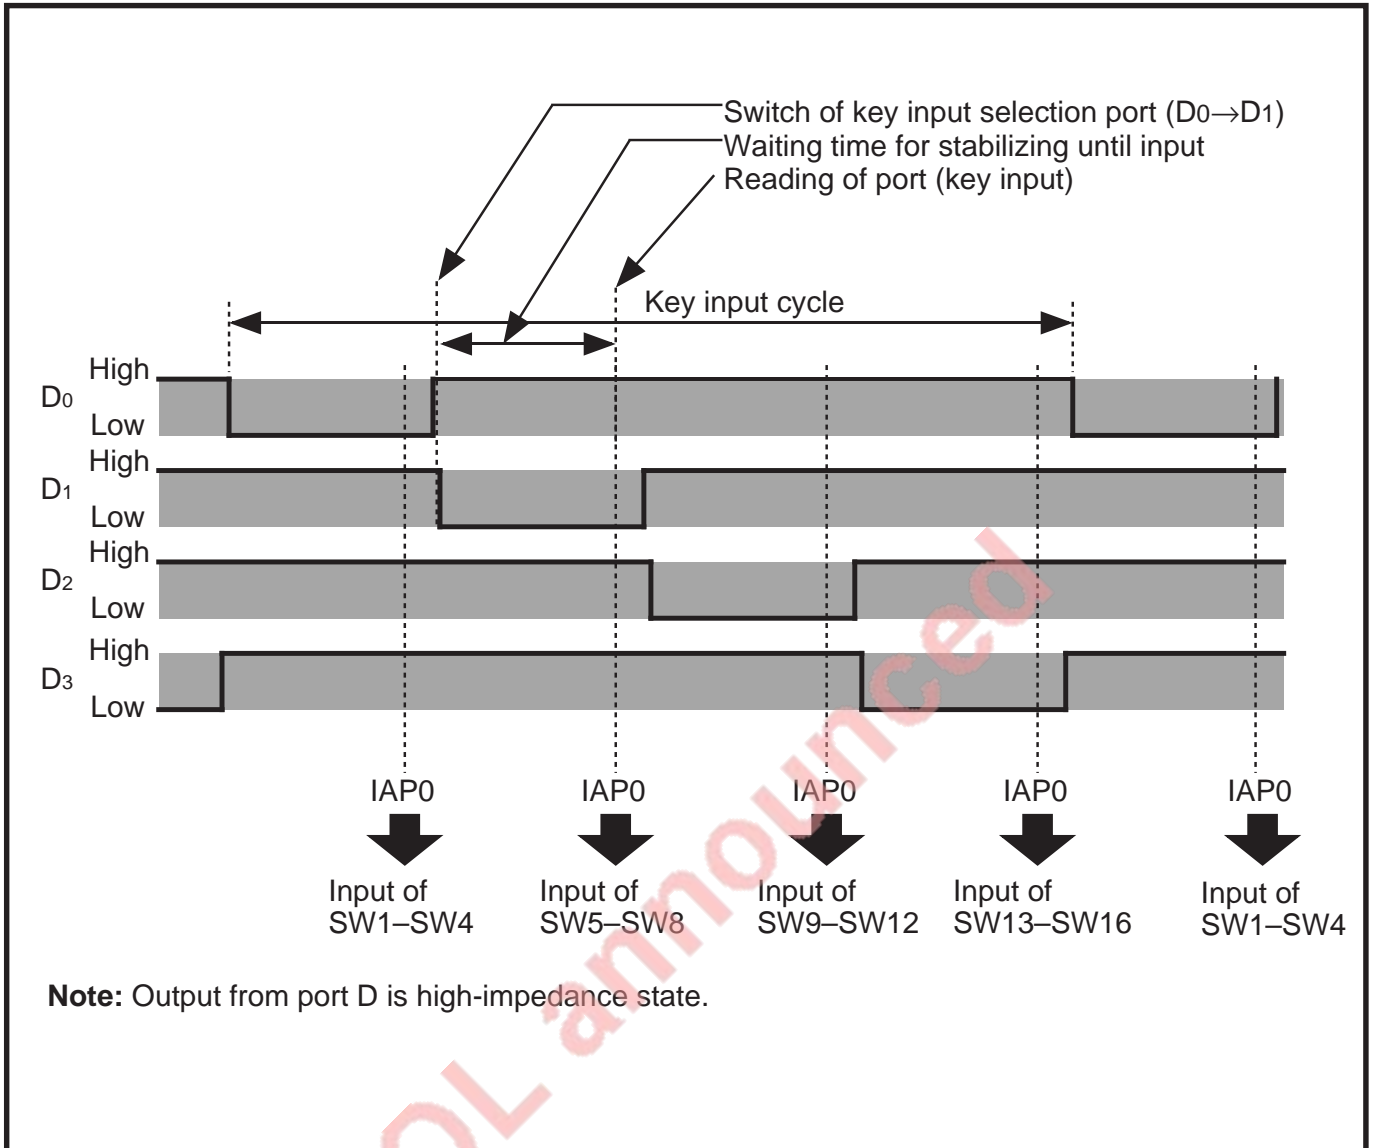 Switch of key input selection port (D0→D1)
Waiting time for stabilizing until input
Reading of port (key input)
Key input cycle
High
D0
Low
High
D1
Low
High
D2
Low
High
D3
Low
IAP0 IAP0 IAP0 IAP0 IAP0
Input of SW1–SW4
Input of SW5–SW8
Input of SW9–SW12
Input of SW13–SW16
Input of SW1–SW4
Note: Output from port D is high-impedance state.
OL announced